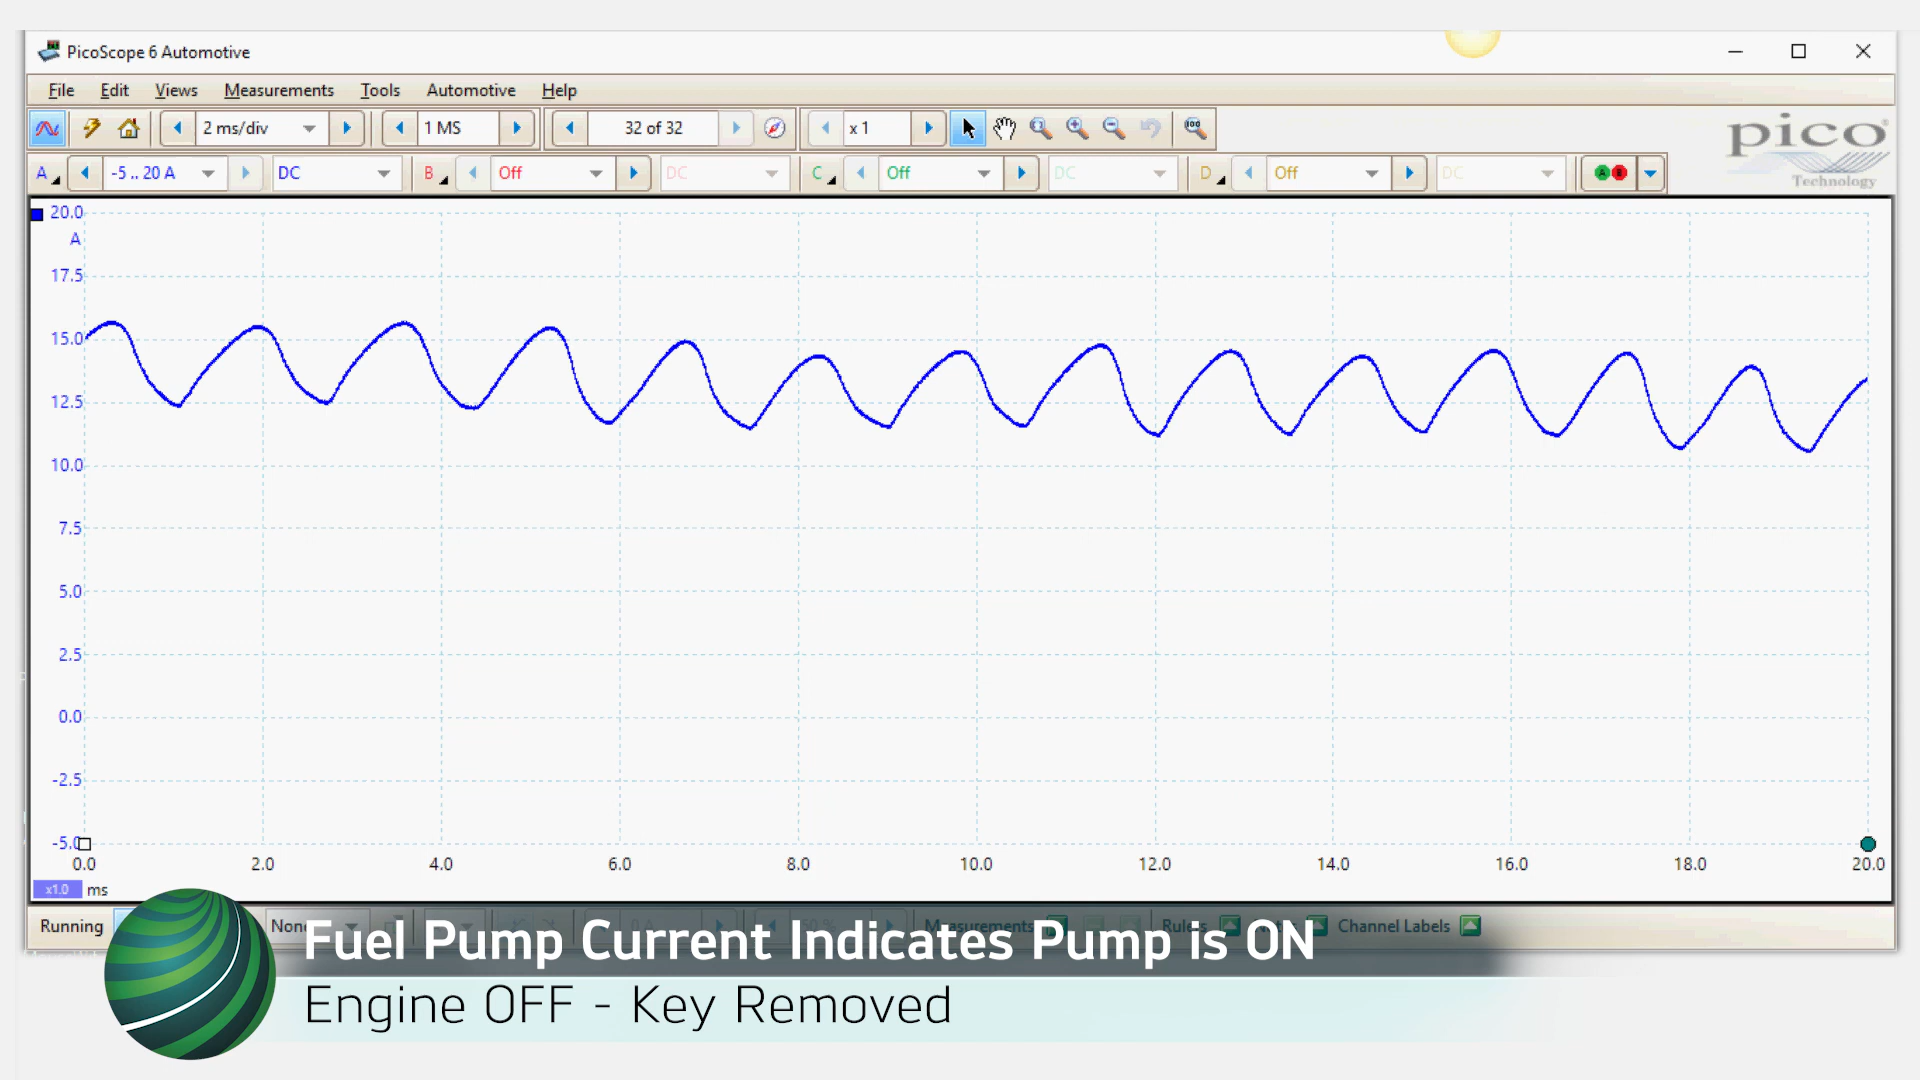 PicoScope 6 Automotive
File Edit Views Measurements Tools Automotive Help
2 ms/div 1 MS 32 of 32 x 1
pico
Technology
A -5 .. 20 A DC B Off DC C Off DC D Off DC
20.0
A
17.5
15.0
12.5
10.0
7.5
5.0
2.5
0.0
-2.5
-5.0
0.0 2.0 4.0 6.0 8.0 10.0 12.0 14.0 16.0 18.0 20.0
x1.0 ms
Running Measurements Channel Labels
Fuel Pump Current Indicates Pump is ON
Engine OFF - Key Removed